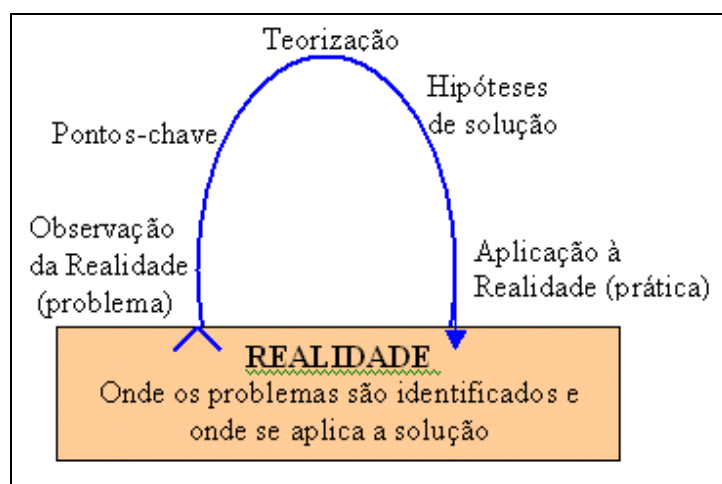 Teorização
Hipóteses
de solução
Pontos-chave
Observação
da Realidade
(problema)
Aplicação à
Realidade (prática)
REALIDADE
Onde os problemas são identificados e
onde se aplica a solução